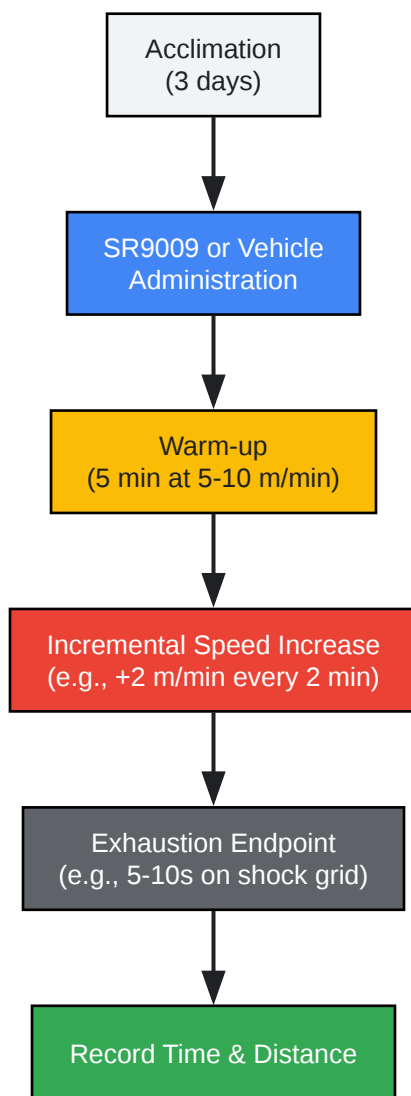 Acclimation
(3 days)
SR9009 or Vehicle
Administration
Warm-up
(5 min at 5-10 m/min)
Incremental Speed Increase
(e.g., +2 m/min every 2 min)
Exhaustion Endpoint
(e.g., 5-10s on shock grid)
Record Time & Distance